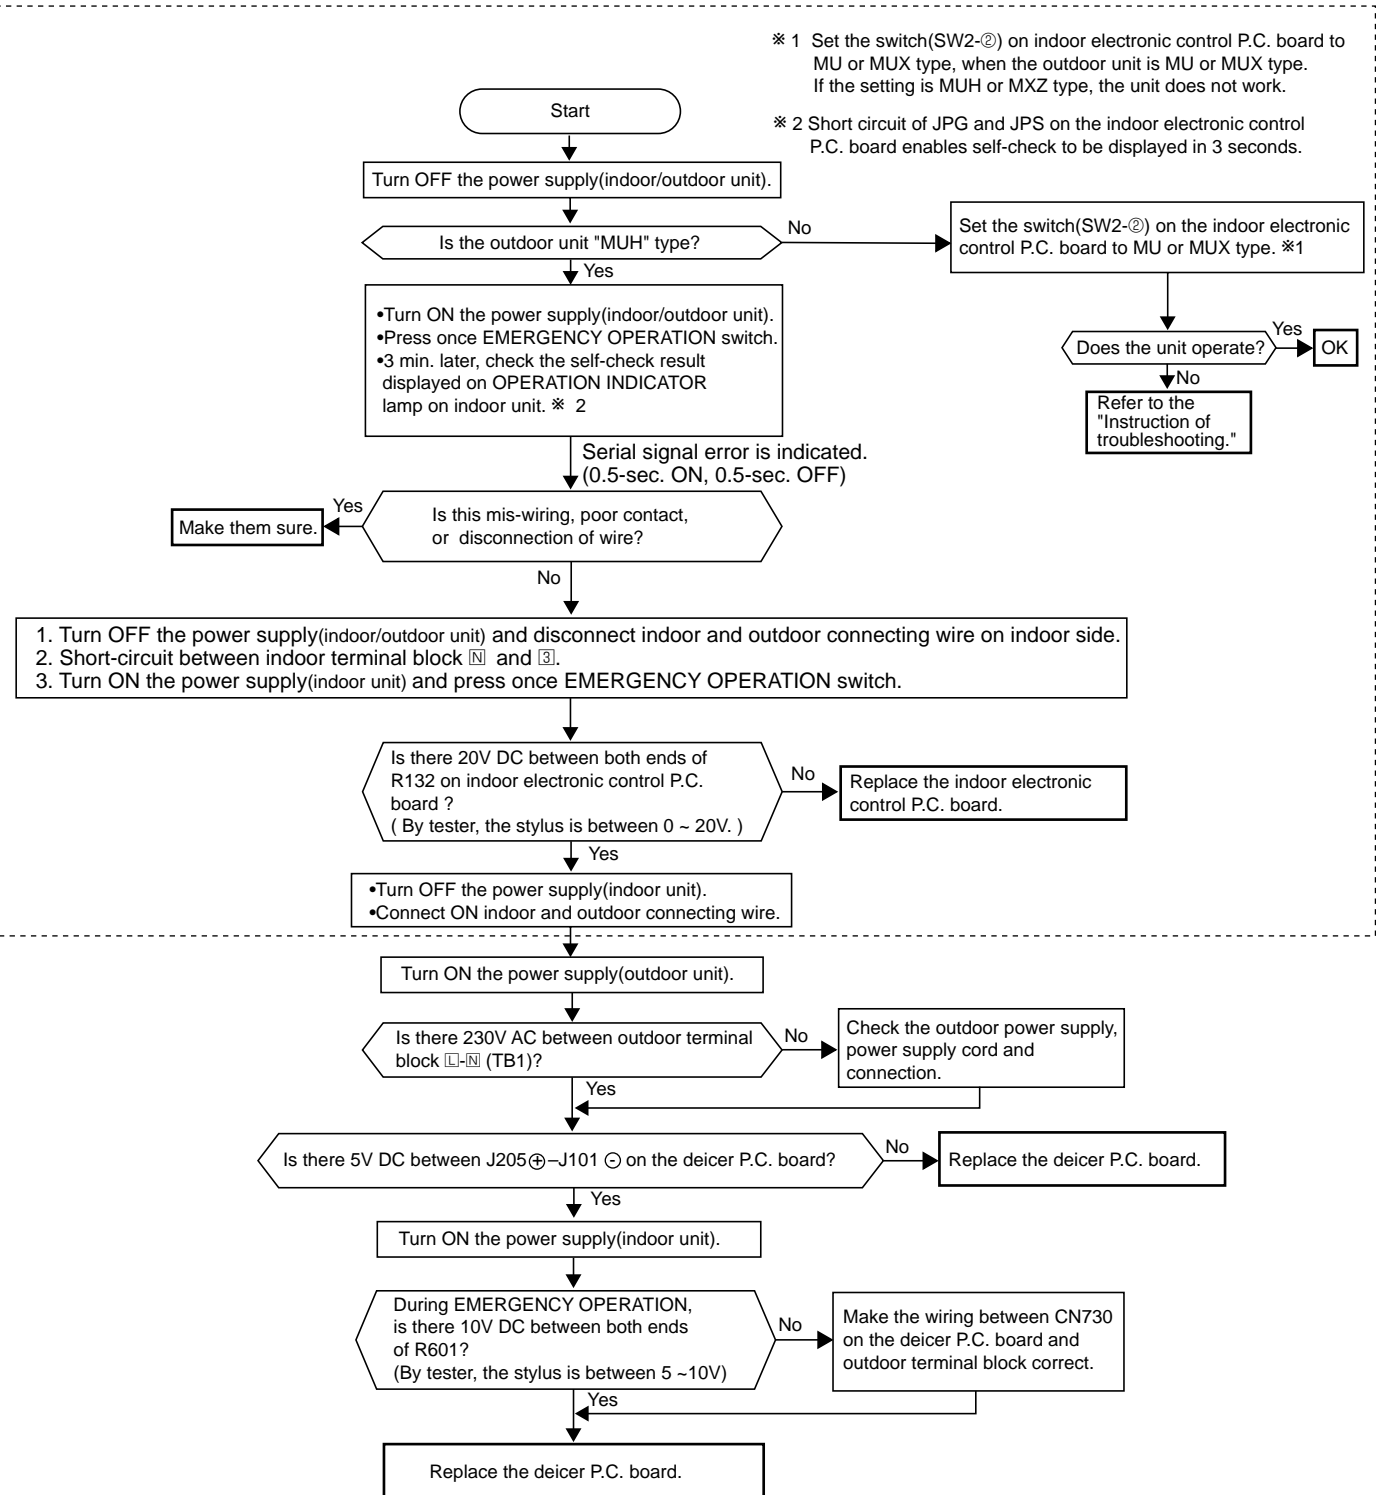 ※ 1 Set the switch(SW2-②) on indoor electronic control P.C. board to
MU or MUX type, when the outdoor unit is MU or MUX type.
If the setting is MUH or MXZ type, the unit does not work.
※ 2 Short circuit of JPG and JPS on the indoor electronic control
P.C. board enables self-check to be displayed in 3 seconds.
Start
Turn OFF the power supply(indoor/outdoor unit).
Is the outdoor unit "MUH" type?
No
Set the switch(SW2-②) on the indoor electronic
control P.C. board to MU or MUX type. ※1
Yes
•Turn ON the power supply(indoor/outdoor unit).
•Press once EMERGENCY OPERATION switch.
•3 min. later, check the self-check result
displayed on OPERATION INDICATOR
lamp on indoor unit. ※ 2
Does the unit operate?
Yes
OK
No
Refer to the
"Instruction of
troubleshooting."
Serial signal error is indicated.
(0.5-sec. ON, 0.5-sec. OFF)
Is this mis-wiring, poor contact,
or disconnection of wire?
Yes
Make them sure.
No
1. Turn OFF the power supply(indoor/outdoor unit) and disconnect indoor and outdoor connecting wire on indoor side.
2. Short-circuit between indoor terminal block N and 3.
3. Turn ON the power supply(indoor unit) and press once EMERGENCY OPERATION switch.
Is there 20V DC between both ends of
R132 on indoor electronic control P.C.
board ?
( By tester, the stylus is between 0 ~ 20V. )
No
Replace the indoor electronic
control P.C. board.
Yes
•Turn OFF the power supply(indoor unit).
•Connect ON indoor and outdoor connecting wire.
Turn ON the power supply(outdoor unit).
Is there 230V AC between outdoor terminal
block L-N (TB1)?
No
Check the outdoor power supply,
power supply cord and
connection.
Yes
Is there 5V DC between J205⊕–J101 ⊖ on the deicer P.C. board?
No
Replace the deicer P.C. board.
Yes
Turn ON the power supply(indoor unit).
During EMERGENCY OPERATION,
is there 10V DC between both ends
of R601?
(By tester, the stylus is between 5 ~10V)
No
Make the wiring between CN730
on the deicer P.C. board and
outdoor terminal block correct.
Yes
Replace the deicer P.C. board.